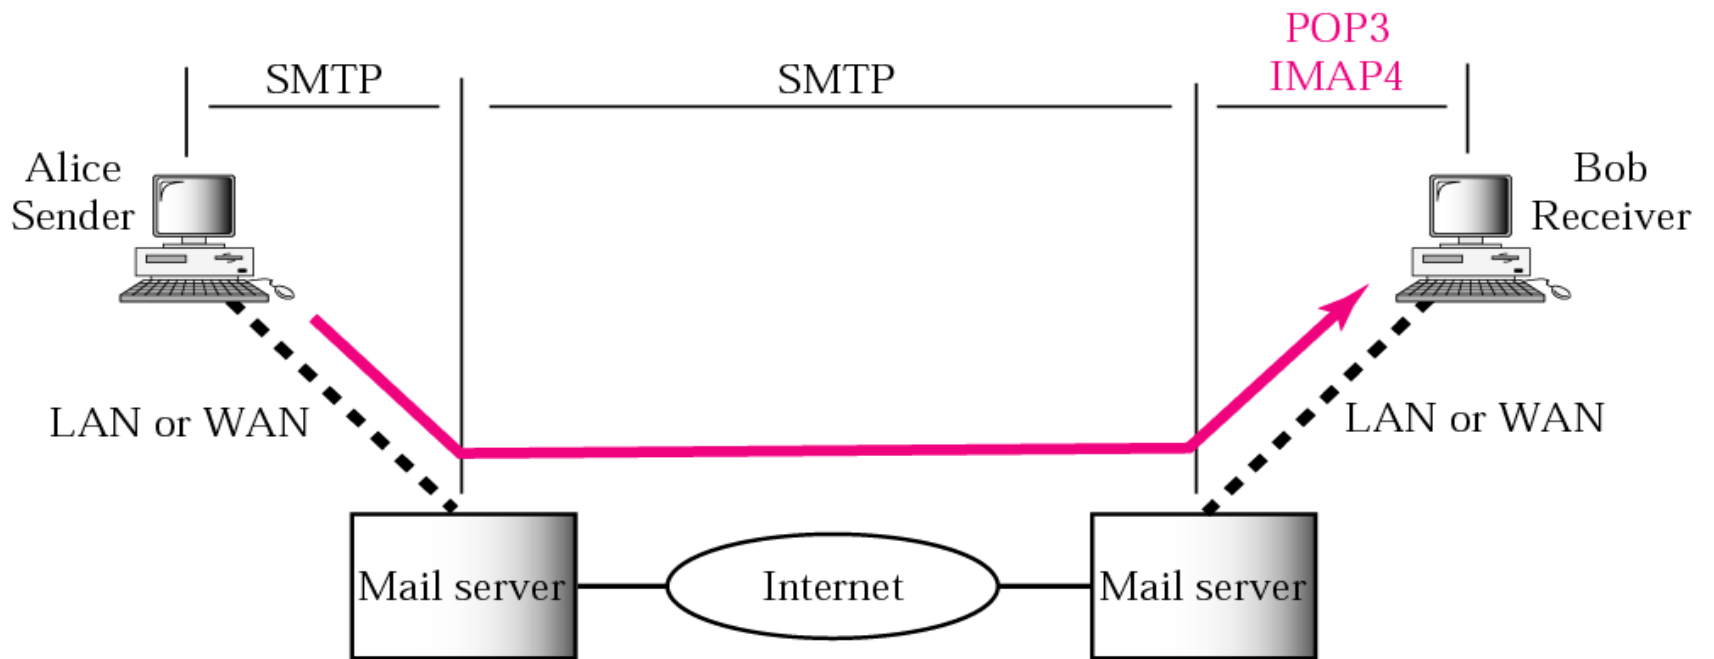 POP3
IMAP4
SMTP
SMTP
Alice
Sender
Bob
Receiver
LAN or WAN
LAN or WAN
Mail server
Internet
Mail server